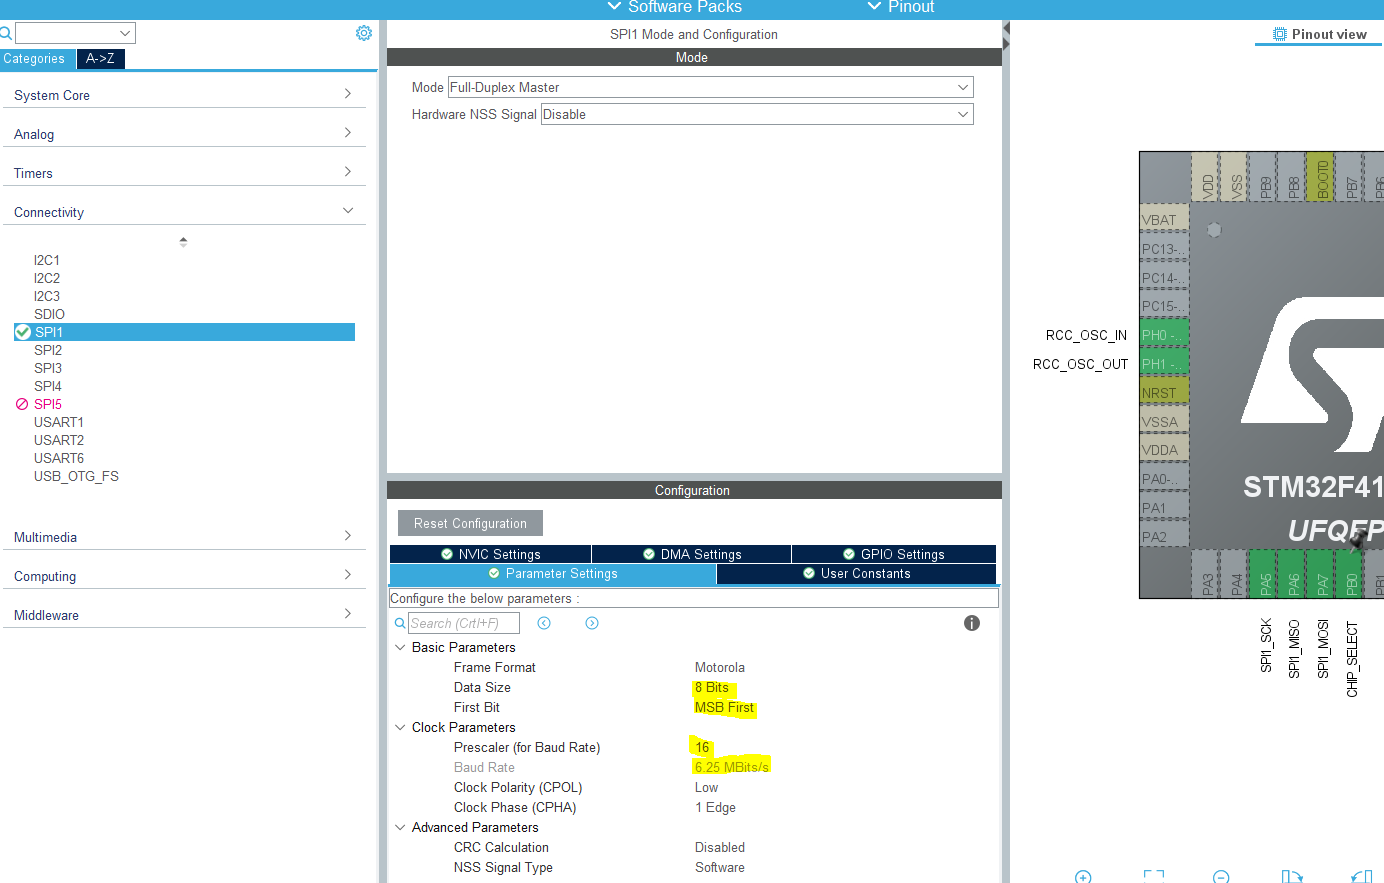 Software Packs
Pinout
Categories
A->Z
System Core
Analog
Timers
Connectivity
I2C1
I2C2
I2C3
SDIO
SPI1
SPI2
SPI3
SPI4
SPI5
USART1
USART2
USART6
USB_OTG_FS
Multimedia
Computing
Middleware
SPI1 Mode and Configuration
Mode
Mode Full-Duplex Master
Hardware NSS Signal Disable
Configuration
Reset Configuration
NVIC Settings
DMA Settings
GPIO Settings
Parameter Settings
User Constants
Configure the below parameters :
Search (Crtl+F)
Basic Parameters
Frame Format Motorola
Data Size 8 Bits
First Bit MSB First
Clock Parameters
Prescaler (for Baud Rate) 16
Baud Rate 6.25 MBits/s
Clock Polarity (CPOL) Low
Clock Phase (CPHA) 1 Edge
Advanced Parameters
CRC Calculation Disabled
NSS Signal Type Software
Pinout view
VDD
VSS
PB9
PB8
BOOT0
PB7
PB6
VBAT
PC13-..
PC14-..
PC15-..
RCC_OSC_IN PH0 -..
RCC_OSC_OUT PH1 -..
NRST
VSSA
VDDA
PA0-..
PA1
PA2
STM32F41
UFQFP
PA3
PA4
PA5
PA6
PA7
PB0
PB1
SPI1_SCK
SPI1_MISO
SPI1_MOSI
CHIP_SELECT